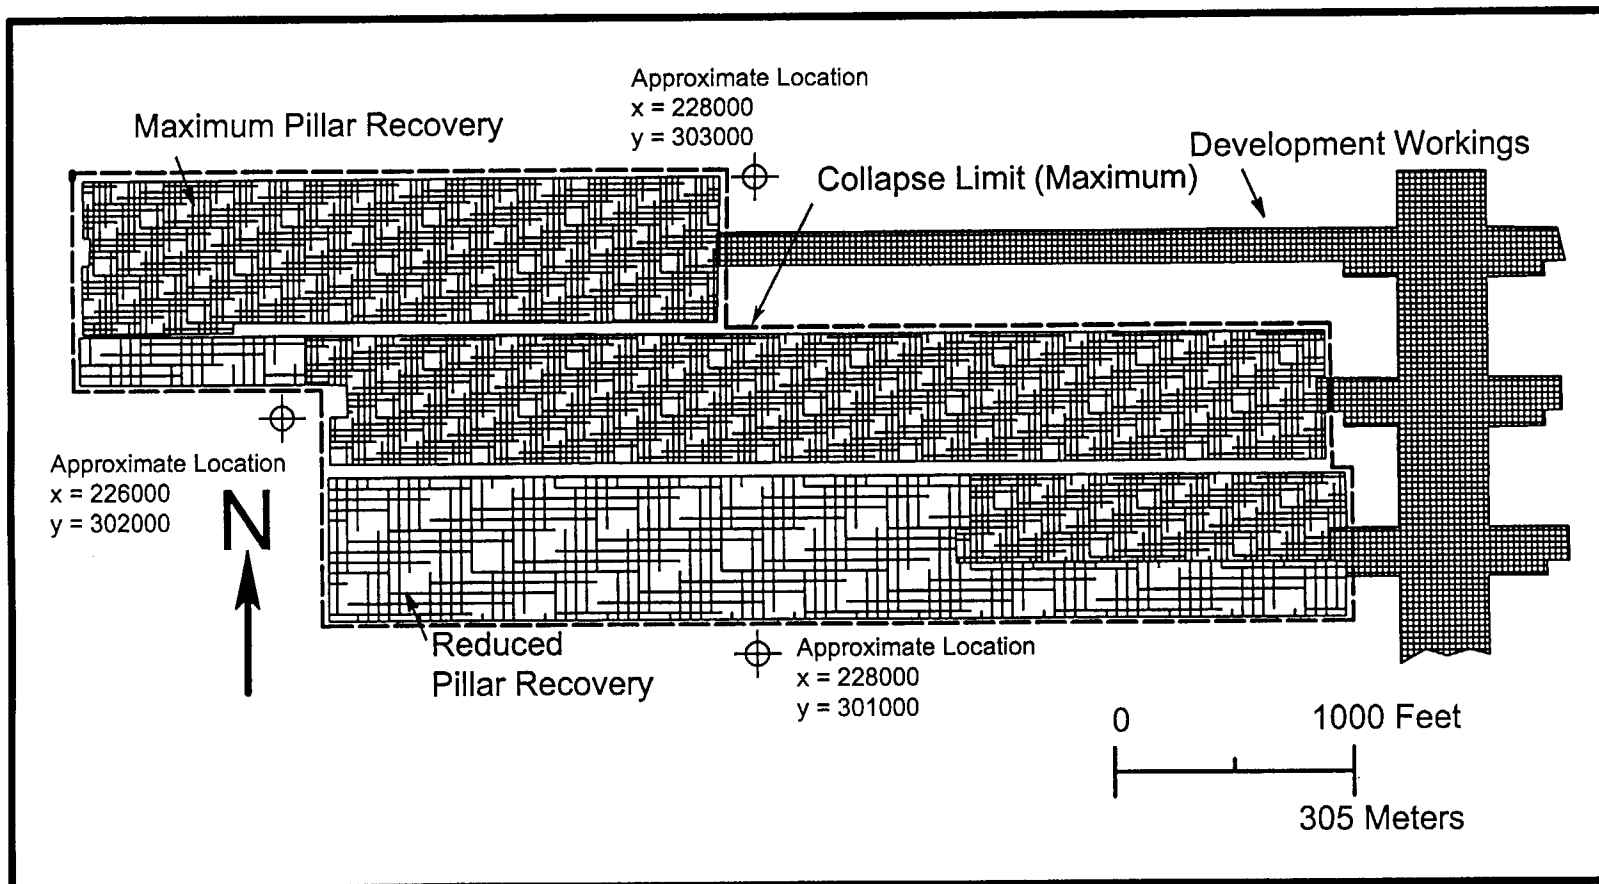 Approximate Location
x = 228000
y = 303000
Maximum Pillar Recovery
Development Workings
Collapse Limit (Maximum)
Approximate Location
x = 226000
y = 302000
N
Reduced
Pillar Recovery
Approximate Location
x = 228000
y = 301000
0 1000 Feet
305 Meters